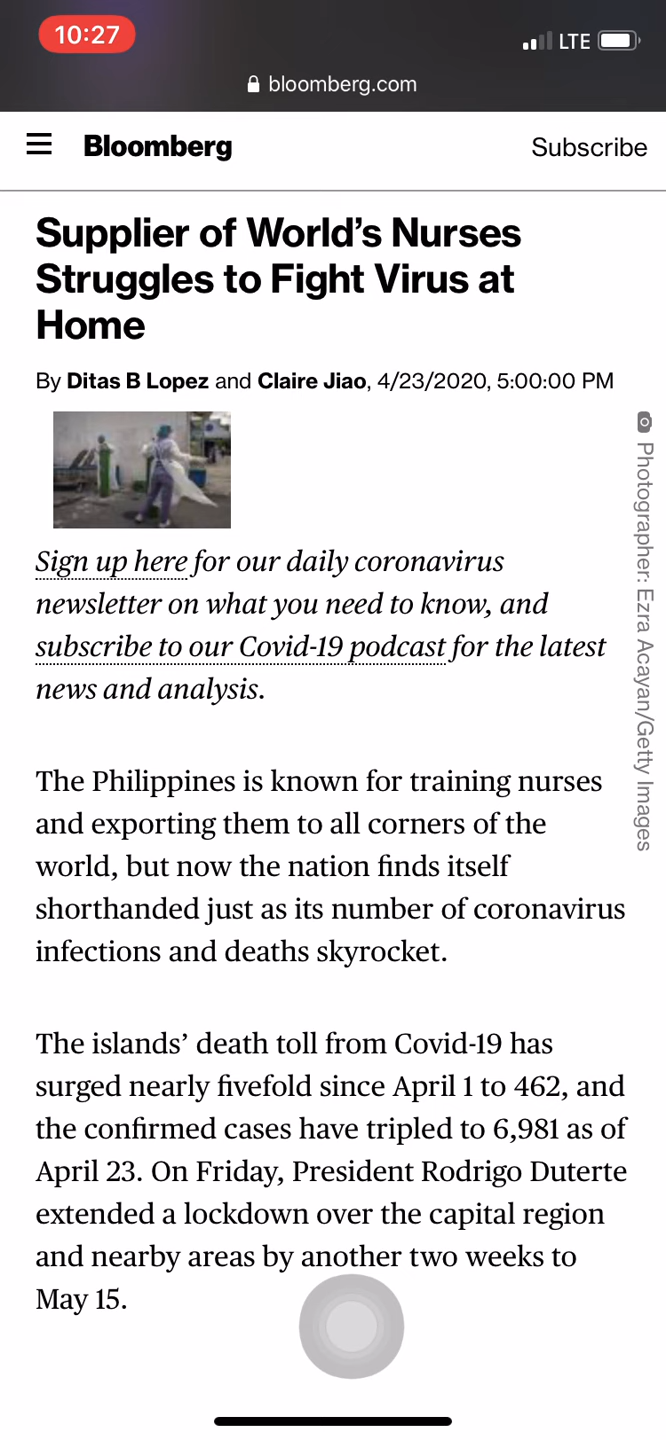 10:27
LTE
bloomberg.com
Bloomberg
Subscribe
Supplier of World’s Nurses
Struggles to Fight Virus at
Home
By Ditas B Lopez and Claire Jiao, 4/23/2020, 5:00:00 PM
Photographer: Ezra Acayan/Getty Images
Sign up here for our daily coronavirus
newsletter on what you need to know, and
subscribe to our Covid-19 podcast for the latest
news and analysis.
The Philippines is known for training nurses
and exporting them to all corners of the
world, but now the nation finds itself
shorthanded just as its number of coronavirus
infections and deaths skyrocket.
The islands’ death toll from Covid-19 has
surged nearly fivefold since April 1 to 462, and
the confirmed cases have tripled to 6,981 as of
April 23. On Friday, President Rodrigo Duterte
extended a lockdown over the capital region
and nearby areas by another two weeks to
May 15.